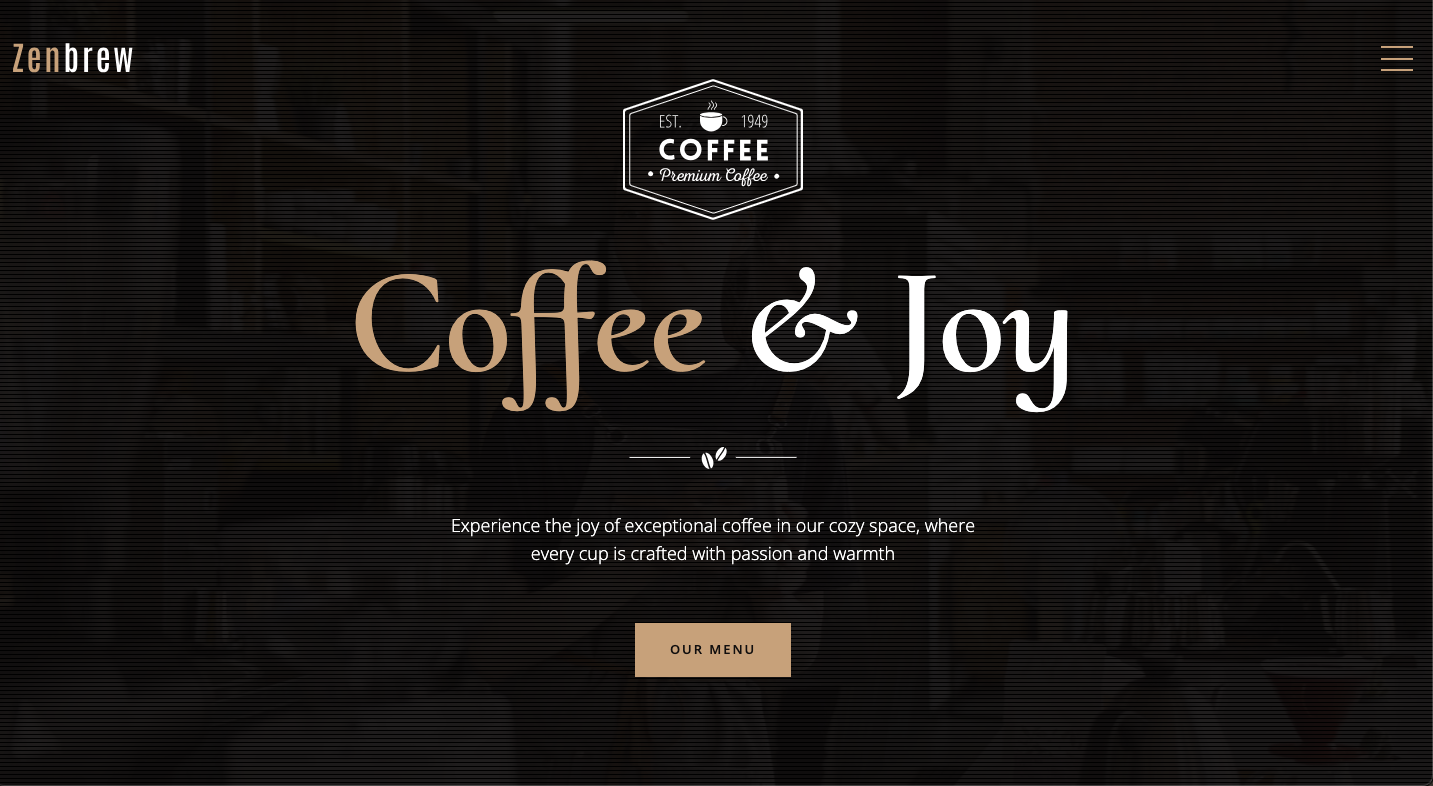 Zenbrew
EST. 1949
COFFEE
• Premium Coffee •
Coffee & Joy
Experience the joy of exceptional coffee in our cozy space, where
every cup is crafted with passion and warmth
OUR MENU